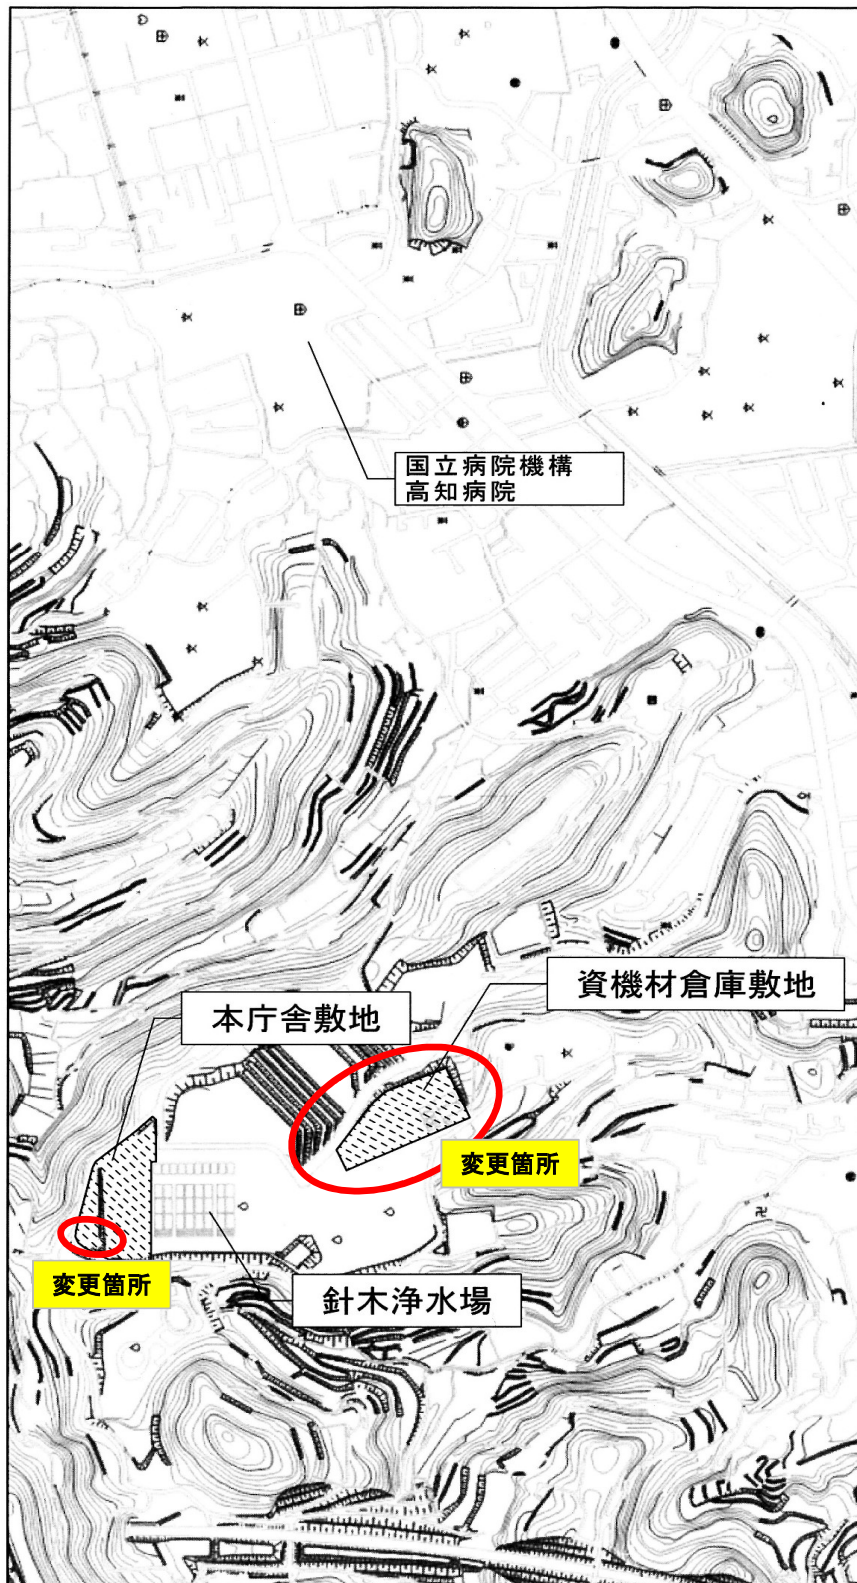 国立病院機構
高知病院
資機材倉庫敷地
本庁舎敷地
変更箇所
変更箇所
針木浄水場